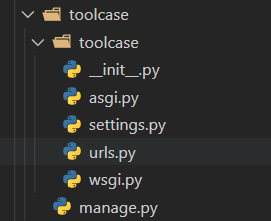 toolcase
toolcase
__init__.py
asgi.py
settings.py
urls.py
wsgi.py
manage.py